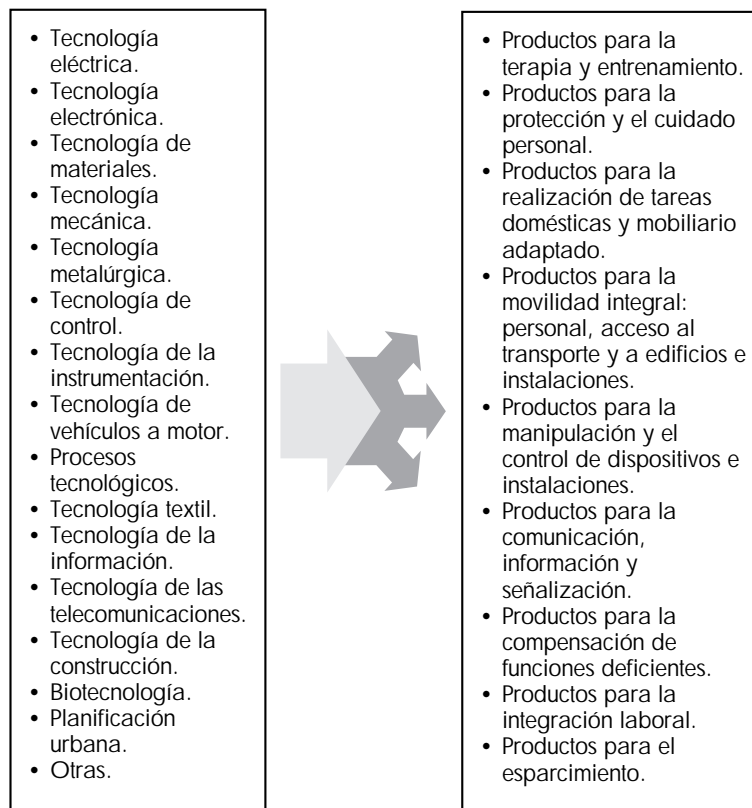 • Tecnología
eléctrica.
• Tecnología
electrónica.
• Tecnología de
materiales.
• Tecnología
mecánica.
• Tecnología
metalúrgica.
• Tecnología de
control.
• Tecnología de la
instrumentación.
• Tecnología de
vehículos a motor.
• Procesos
tecnológicos.
• Tecnología textil.
• Tecnología de la
información.
• Tecnología de las
telecomunicaciones.
• Tecnología de la
construcción.
• Biotecnología.
• Planificación
urbana.
• Otras.
• Productos para la
terapia y entrenamiento.
• Productos para la
protección y el cuidado
personal.
• Productos para la
realización de tareas
domésticas y mobiliario
adaptado.
• Productos para la
movilidad integral:
personal, acceso al
transporte y a edificios e
instalaciones.
• Productos para la
manipulación y el
control de dispositivos e
instalaciones.
• Productos para la
comunicación,
información y
señalización.
• Productos para la
compensación de
funciones deficientes.
• Productos para la
integración laboral.
• Productos para el
esparcimiento.